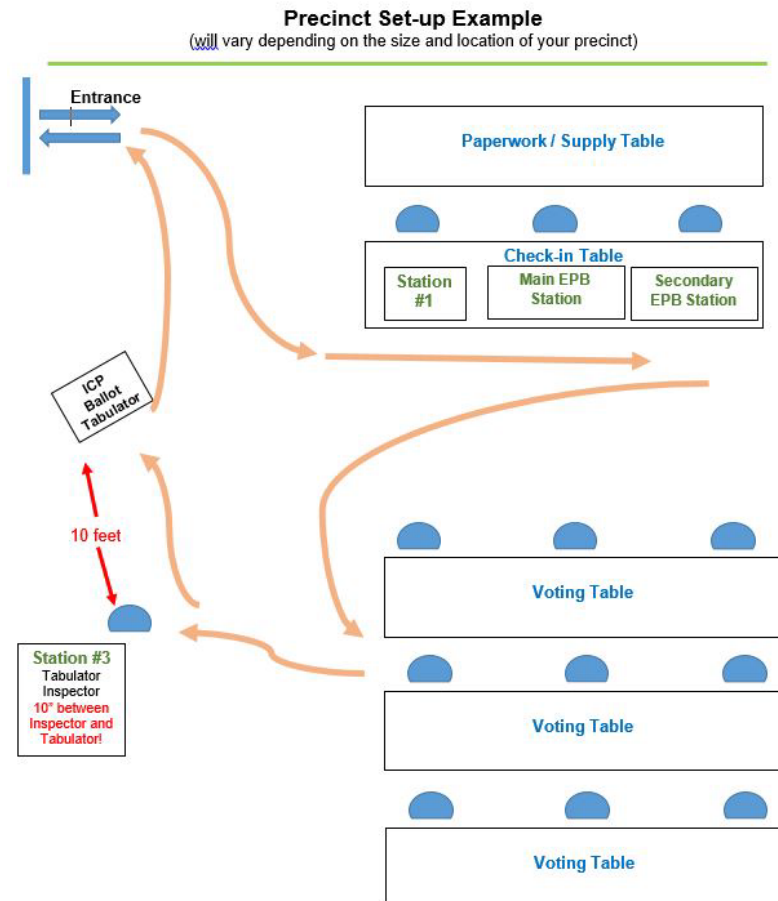 Precinct Set-up Example
(will vary depending on the size and location of your precinct)
Entrance
Paperwork / Supply Table
Check-in Table
Station
#1
Main EPB
Station
Secondary
EPB Station
ICP
Ballot
Tabulator
10 feet
Voting Table
Station #3
Tabulator
Inspector
10" between
Inspector and
Tabulator!
Voting Table
Voting Table